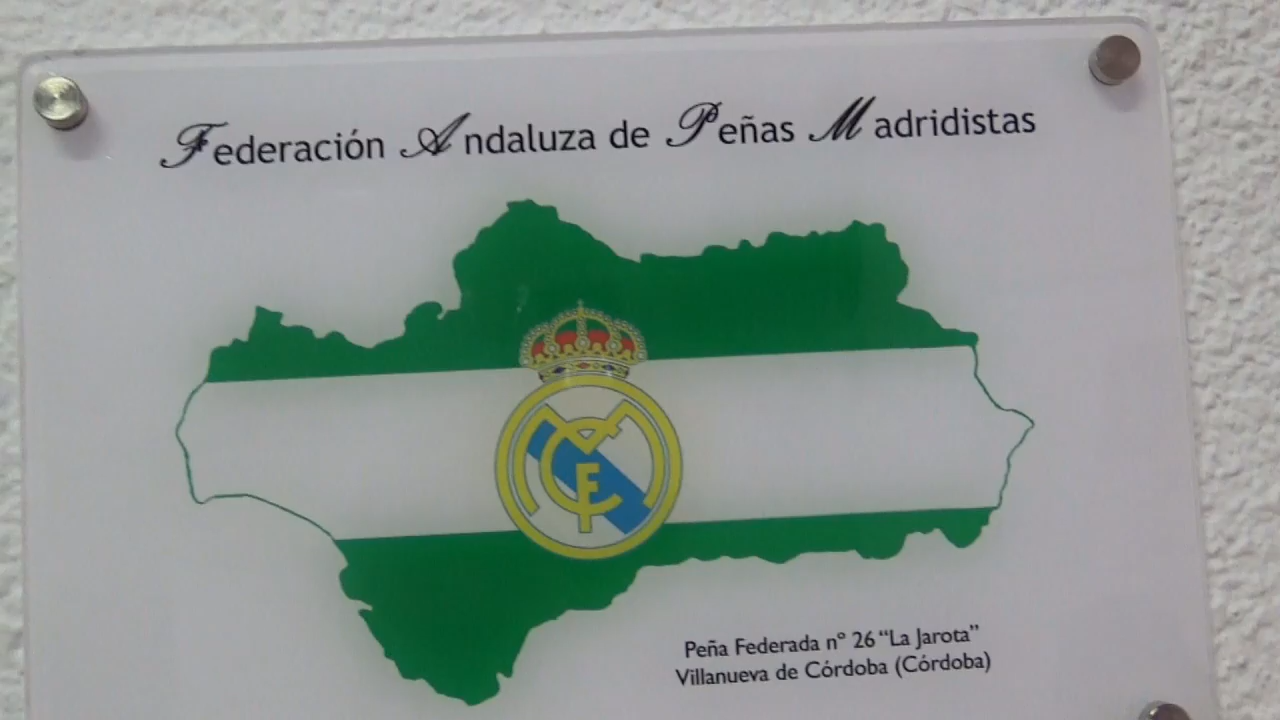 Federación Andaluza de Peñas Madridistas
Peña Federada nº 26 “La Jarota”
Villanueva de Córdoba (Córdoba)